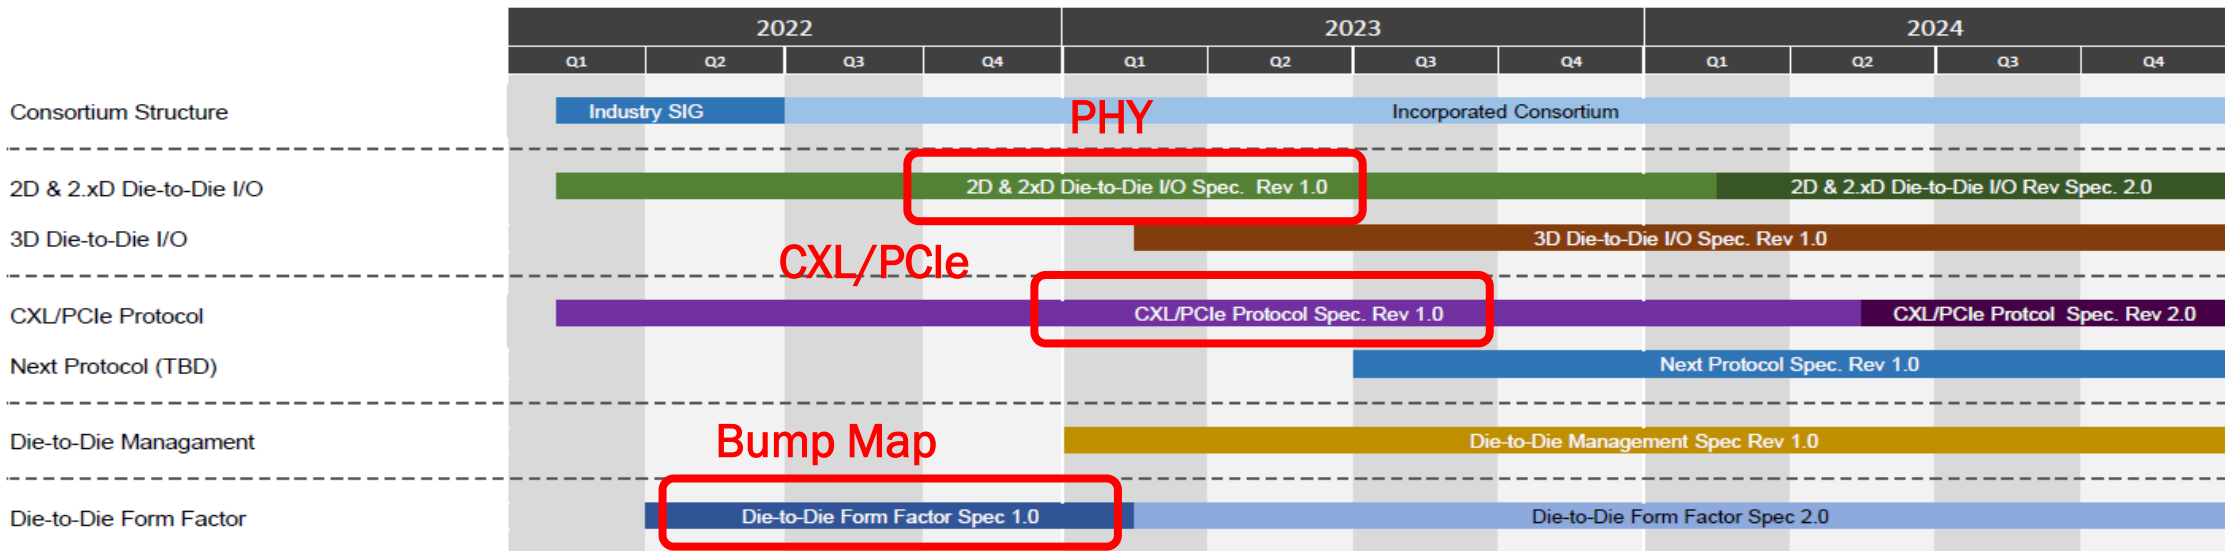 2022 2023 2024
Q1 Q2 Q3 Q4 Q1 Q2 Q3 Q4 Q1 Q2 Q3 Q4
Consortium Structure Industry SIG PHY Incorporated Consortium
2D & 2.xD Die-to-Die I/O 2D & 2xD Die-to-Die I/O Spec. Rev 1.0 2D & 2.xD Die-to-Die I/O Rev Spec. 2.0
3D Die-to-Die I/O 3D Die-to-Die I/O Spec. Rev 1.0
CXL/PCIe
CXL/PCIe Protocol CXL/PCIe Protocol Spec. Rev 1.0 CXL/PCIe Protcol Spec. Rev 2.0
Next Protocol (TBD) Next Protocol Spec. Rev 1.0
Die-to-Die Managament Bump Map Die-to-Die Management Spec Rev 1.0
Die-to-Die Form Factor Die-to-Die Form Factor Spec 1.0 Die-to-Die Form Factor Spec 2.0